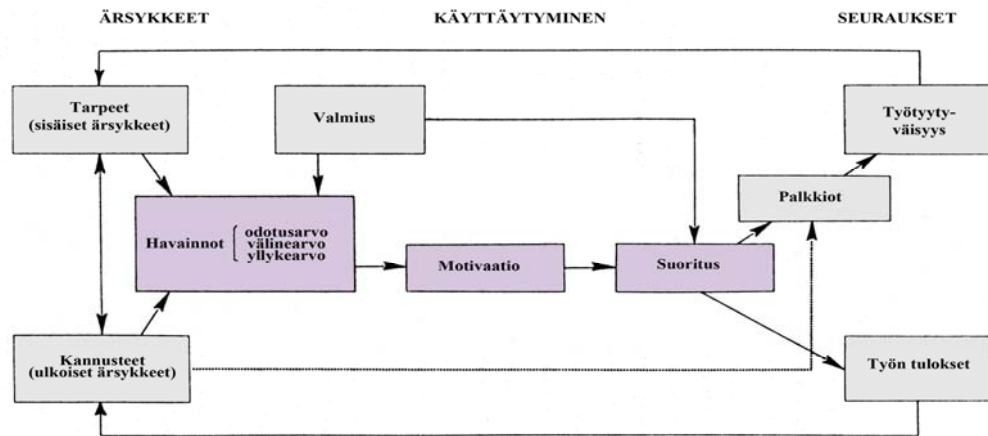 ÄRSYKKEET
KÄYTTÄYTYMINEN
SEURAUKSET
Tarpeet
(sisäiset ärsykkeet)
Valmius
Työtyyty-
väisyys
Palkkiot
Havainnot
odotusarvo
välinearvo
yllykearvo
Motivaatio
Suoritus
Kannusteet
(ulkoiset ärsykkeet)
Työn tulokset